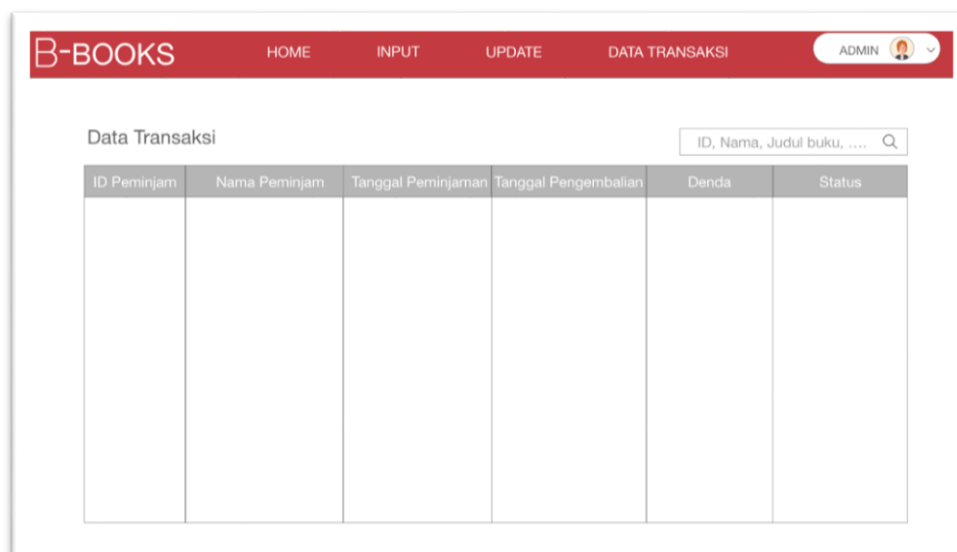 B-BOOKS HOME INPUT UPDATE DATA TRANSAKSI ADMIN
Data Transaksi
ID, Nama, Judul buku, ....
ID Peminjam Nama Peminjam Tanggal Peminjaman Tanggal Pengembalian Denda Status